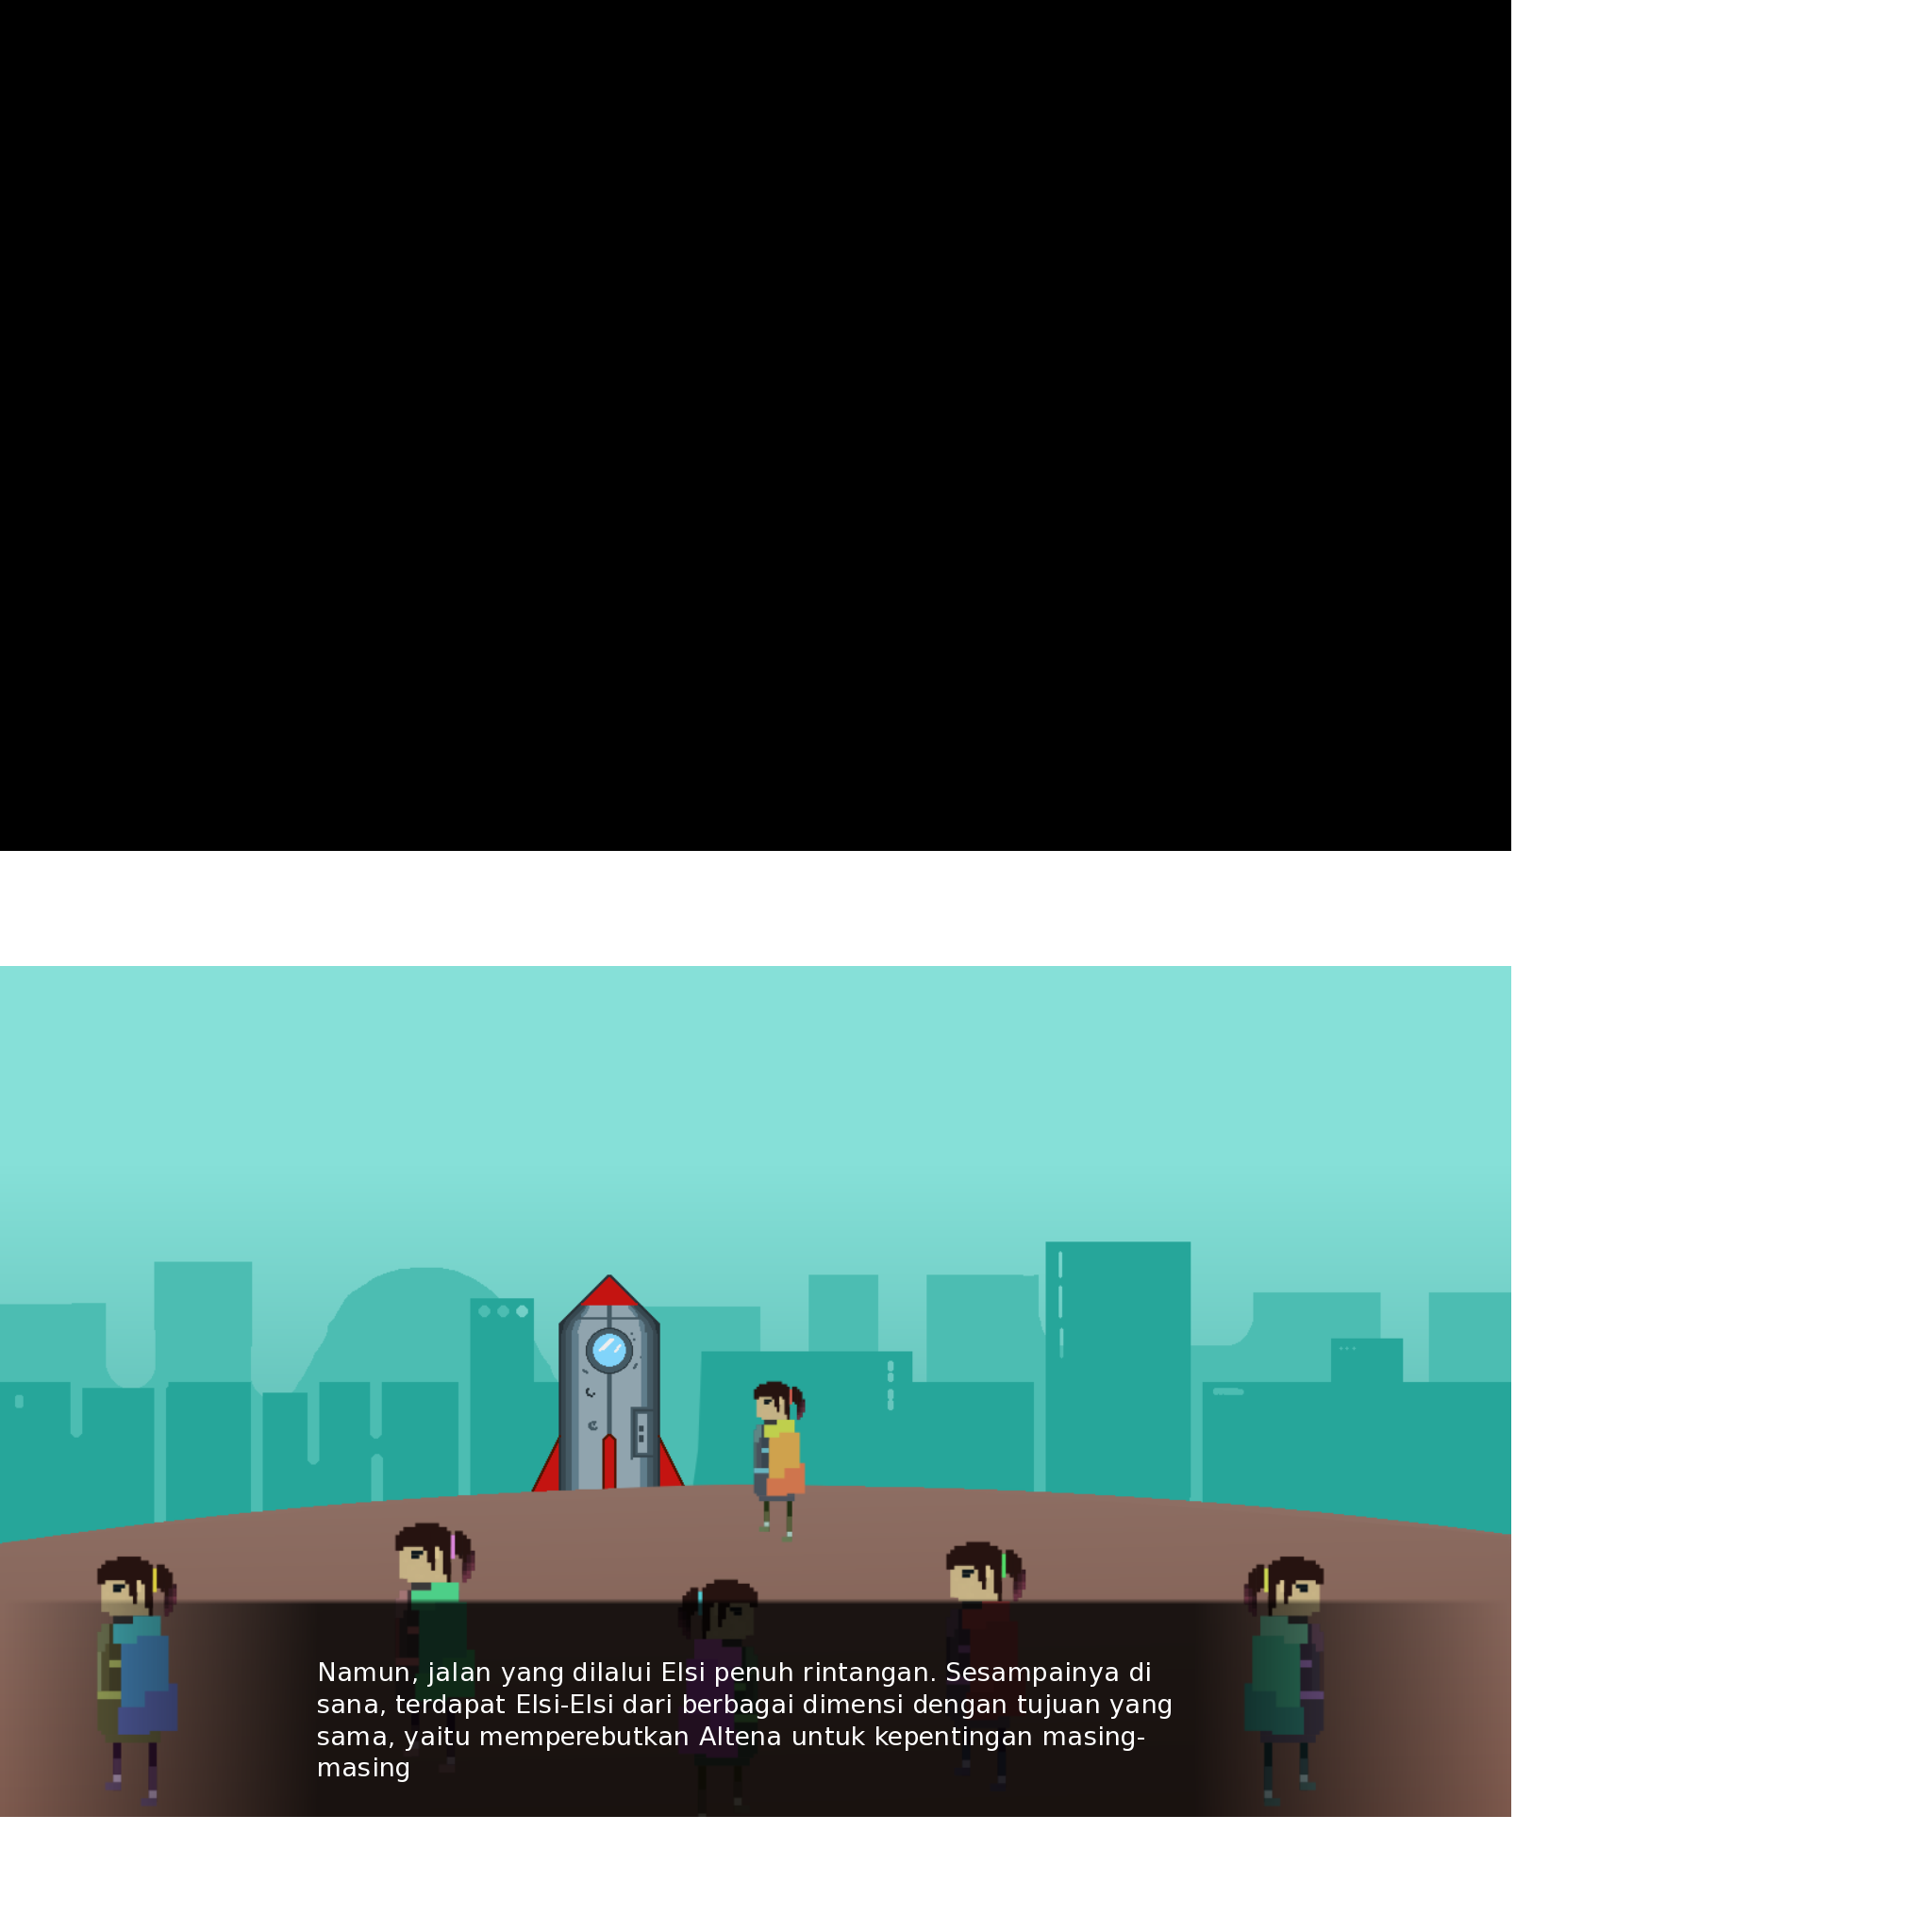 Namun, jalan yang dilalui Elsi penuh rintangan. Sesampainya di
sana, terdapat Elsi-Elsi dari berbagai dimensi dengan tujuan yang
sama, yaitu memperebutkan Altena untuk kepentingan masing-
masing